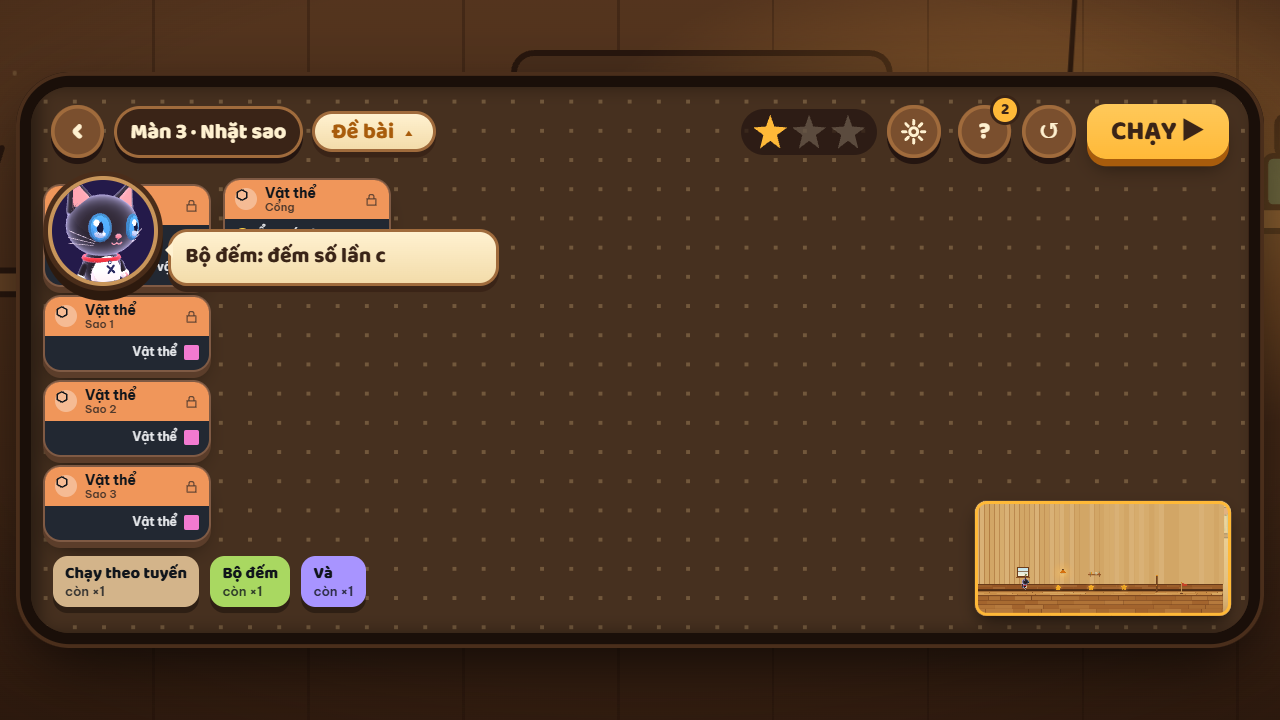 Màn 3 • Nhặt sao
Đề bài
?
2
CHẠY
Vật thể
Cổng
Bộ đếm: đếm số lần c
Vật thể
Sao 1
Vật thể
Vật thể
Sao 2
Vật thể
Vật thể
Sao 3
Vật thể
Chạy theo tuyến
còn ×1
Bộ đếm
còn ×1
Và
còn ×1